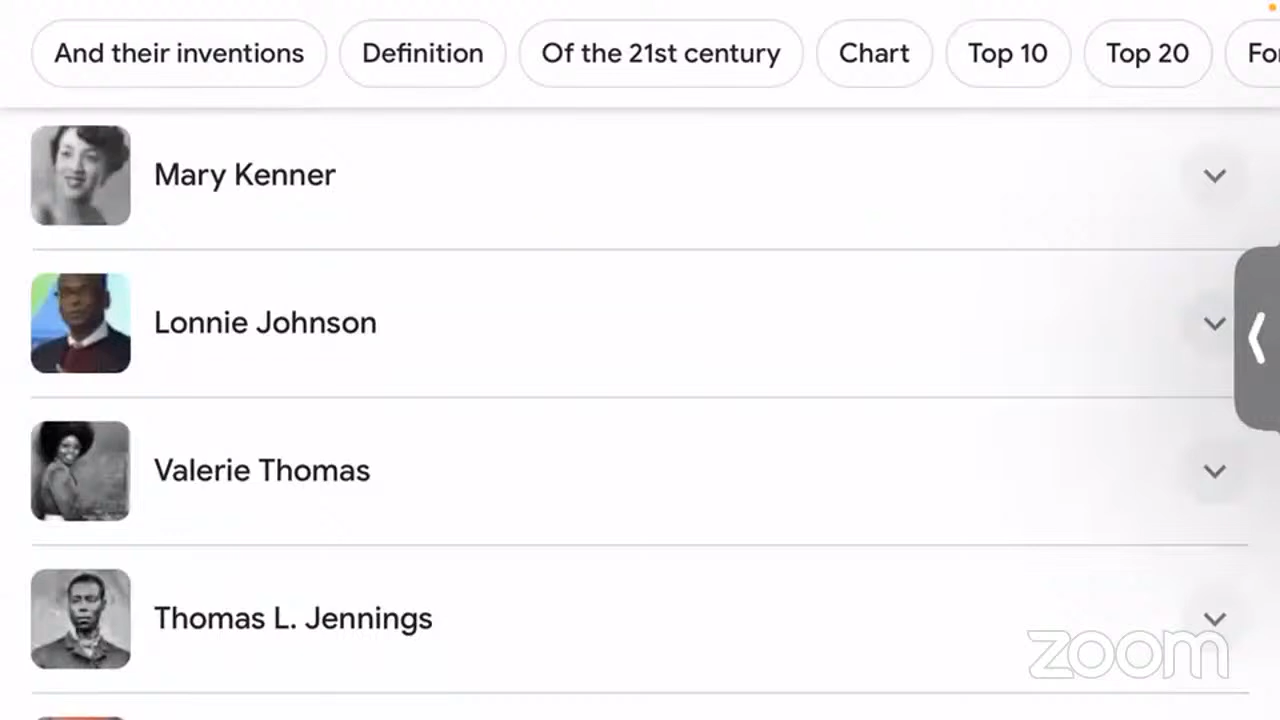 And their inventions Definition Of the 21st century Chart Top 10 Top 20
Mary Kenner
Lonnie Johnson
Valerie Thomas
Thomas L. Jennings
zoom